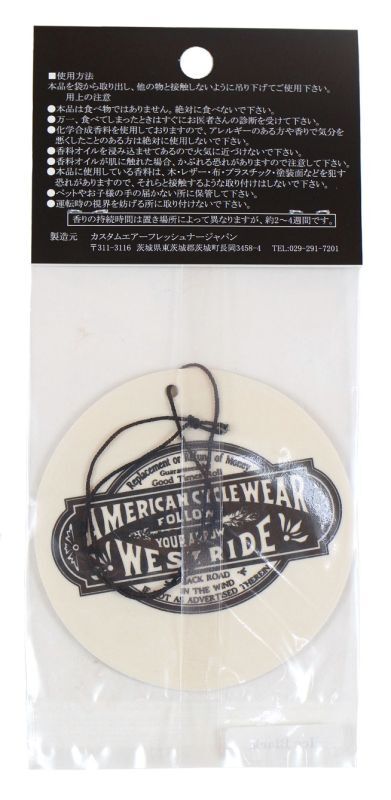 ■使用方法
本品を袋から取り出し、他の物と接触しないように吊り下げてご使用下さい。
用上の注意
●本品は食べ物ではありません。絶対に食べないで下さい。
●万一、食べてしまったときはすぐにお医者さんの診断を受けて下さい。
●化学合成香料を使用しておりますので、アレルギーのある方や香りで気分を
悪くしたことのある方は絶対に使用しないで下さい。
●香料オイルを浸み込ませてあるので火気に近づけないで下さい。
●香料オイルが肌に触れた場合、かぶれる恐れがありますので注意して下さい。
●本品に使用している香料は、木・レザー・布・プラスチック・塗装面などを犯す
恐れがありますので、それらと接触するような取り付けはしないで下さい。
●ペットやお子様の手の届かない所に保管して下さい。
●運転時の視界を妨げる所に取り付けないで下さい。
香りの持続時間は置き場所によって異なりますが、約2~4週間です。
製造元 カスタムエアーフレッシュナージャパン
〒311-3116 茨城県東茨城郡茨城町長岡3458-4 TEL:029-291-7201
Replacement or Refund of Money
Guaranteed
Good Time Roll
AMERICAN CYCLE WEAR
FOLLOW
YOUR ARROW
WEST RIDE
BACK ROAD
IN THE WIND
IF NOT AS ADVERTISED THEREIN
Ice Black